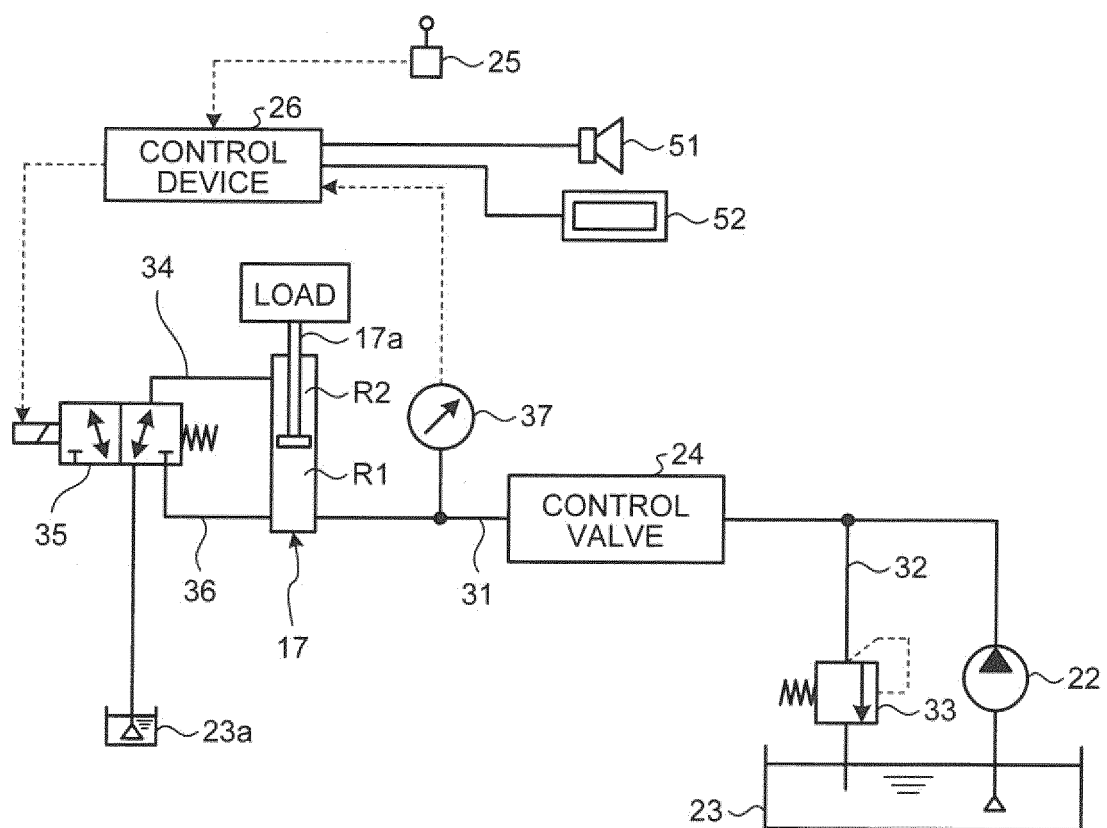 25
26
CONTROL
DEVICE
51
52
34
LOAD
17a
R2
37
R1
24
CONTROL
VALVE
35
36
31
32
17
22
33
23a
23